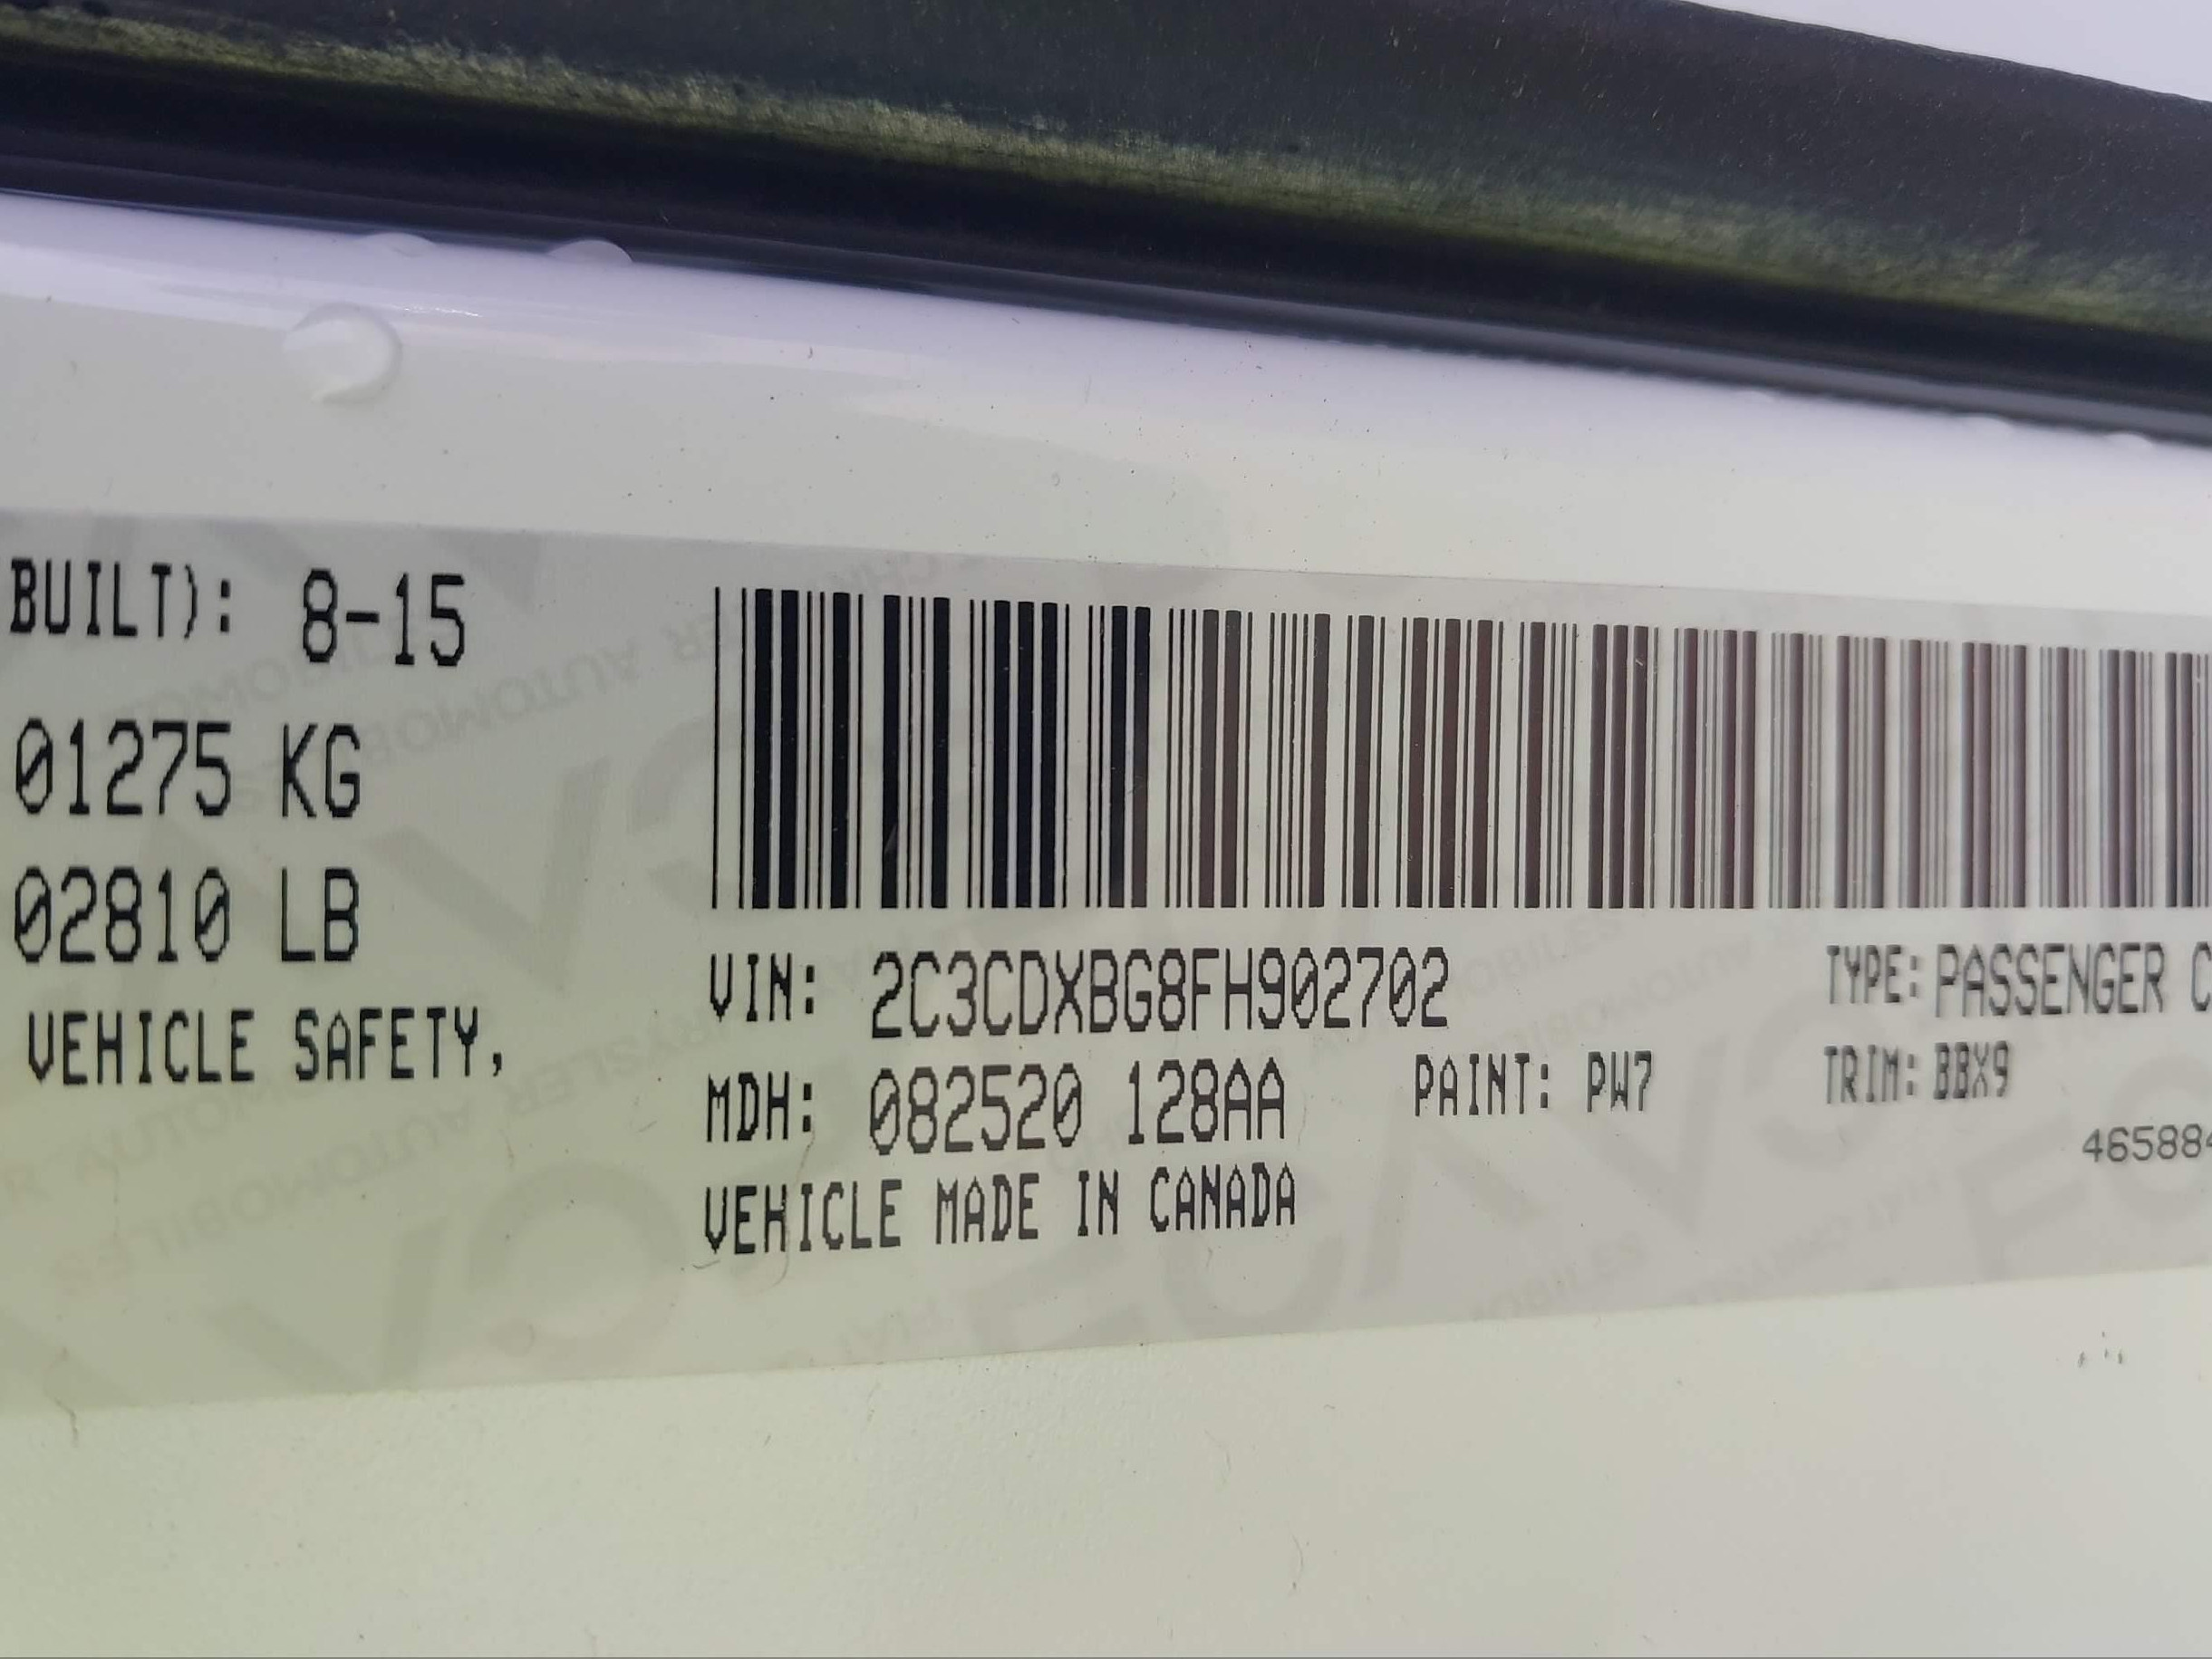 BUILT): 8-15
01275 KG
02810 LB
VEHICLE SAFETY,
VIN: 2C3CDXBG8FH902702
TYPE: PASSENGER C
MDH: 082520 128AA
PAINT: PW7
TRIM: BBX9
VEHICLE MADE IN CANADA
465884